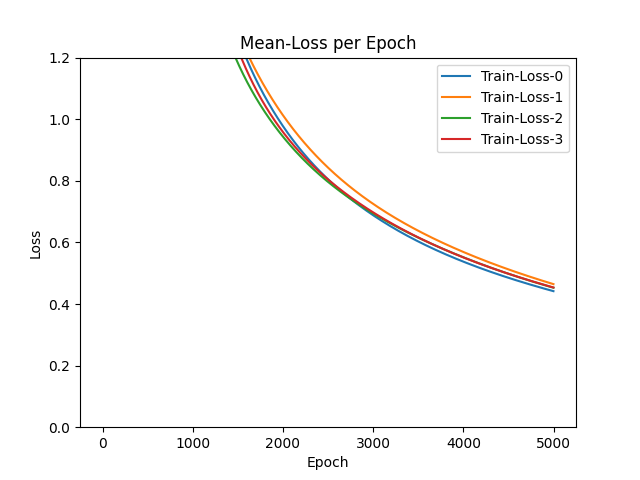 Mean-Loss per Epoch
Train-Loss-0
Train-Loss-1
Train-Loss-2
Train-Loss-3
Loss
1.2
1.0
0.8
0.6
0.4
0.2
0.0
0 1000 2000 3000 4000 5000
Epoch